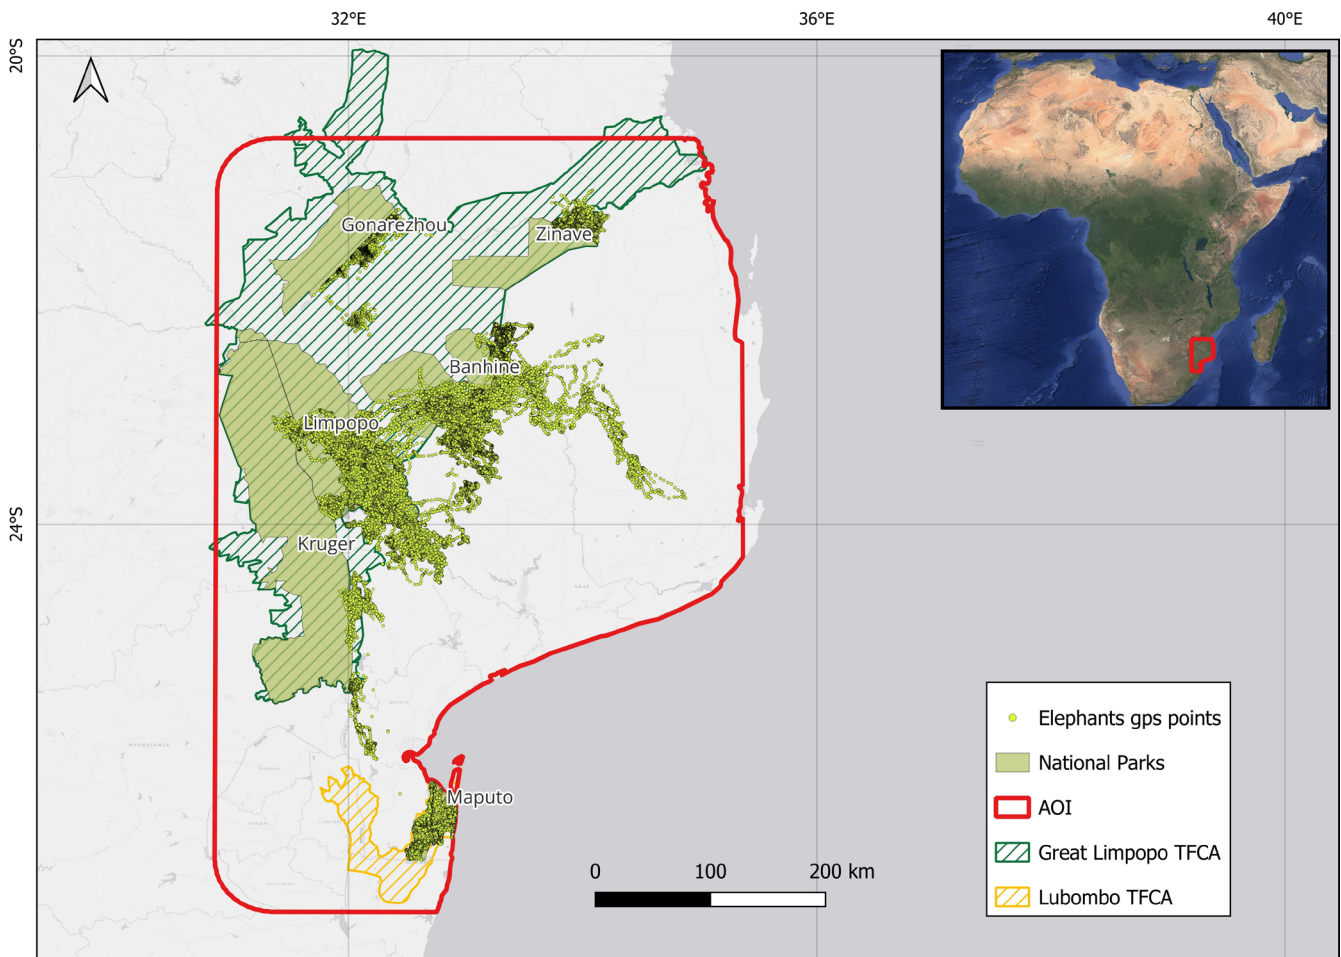 32°E
36°E
40°E
20°S
Gonarezhou
Zinave
Banhine
Limpopo
24°S
Kruger
Maputo
Elephants gps points
National Parks
AOI
Great Limpopo TFCA
Lubombo TFCA
0 100 200 km